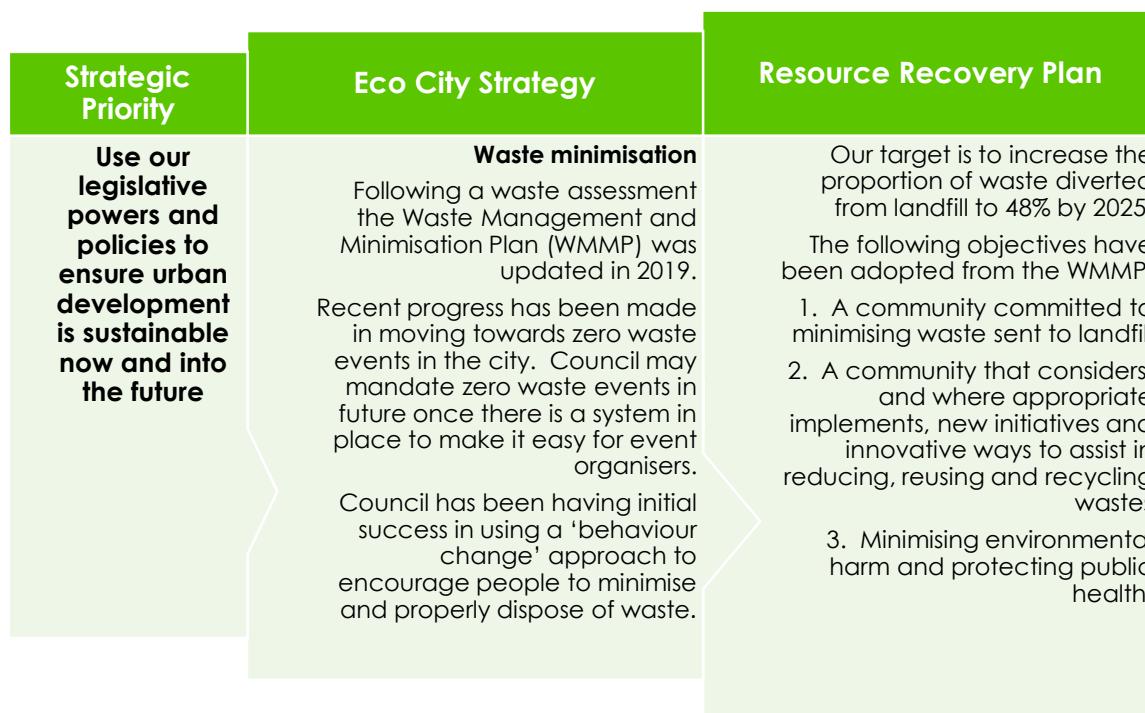 Strategic
Priority
Use our
legislative
powers and
policies to
ensure urban
development
is sustainable
now and into
the future
Eco City Strategy
Waste minimisation
Following a waste assessment
the Waste Management and
Minimisation Plan (WMMP) was
updated in 2019.
Recent progress has been made
in moving towards zero waste
events in the city.  Council may
mandate zero waste events in
future once there is a system in
place to make it easy for event
organisers.
Council has been having initial
success in using a ‘behaviour
change’ approach to
encourage people to minimise
and properly dispose of waste.
Resource Recovery Plan
Our target is to increase the
proportion of waste diverted
from landfill to 48% by 2025
The following objectives have
been adopted from the WMMP
1.  A community committed to
minimising waste sent to landfil
2.  A community that considers
and where appropriate
implements, new initiatives and
innovative ways to assist in
reducing, reusing and recycling
waste
3.  Minimising environmenta
harm and protecting public
health